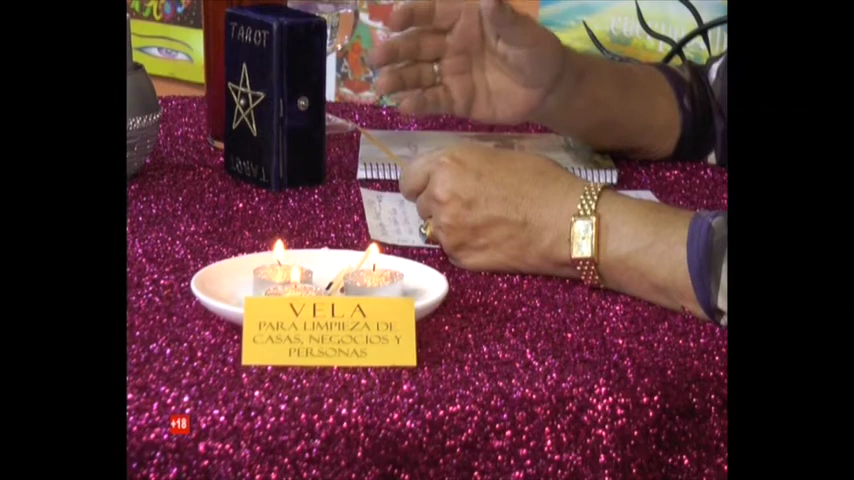 TAROT
TAROT
VELA
PARA LIMPIEZA DE
CASAS, NEGOCIOS Y
PERSONAS
+18